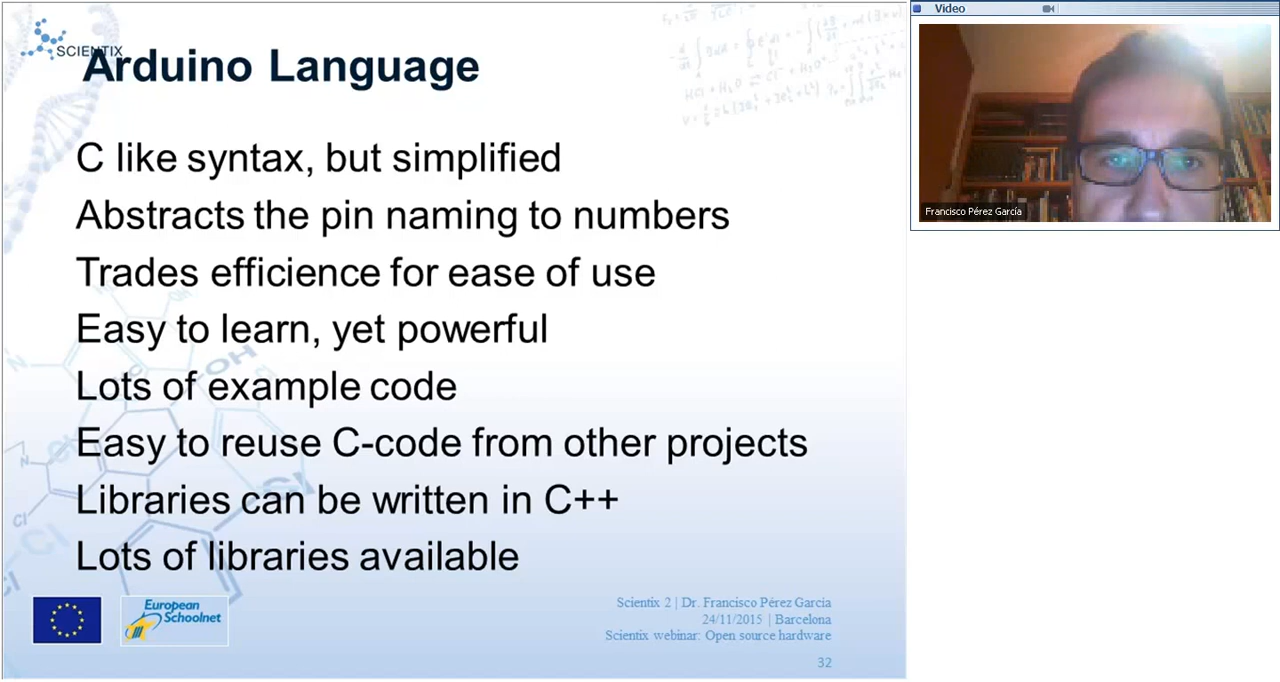 SCIENTIX
Arduino Language
C like syntax, but simplified
Abstracts the pin naming to numbers
Trades efficience for ease of use
Easy to learn, yet powerful
Lots of example code
Easy to reuse C-code from other projects
Libraries can be written in C++
Lots of libraries available
European
Schoolnet
Scientix 2 | Dr. Francisco Pérez García
24/11/2015 | Barcelona
Scientix webinar: Open source hardware
32
Video
Francisco Pérez García